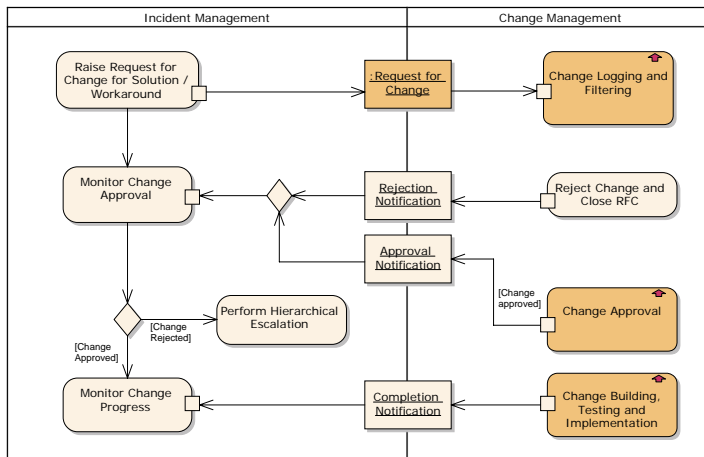 Incident Management
Change Management
Raise Request for
Change for Solution /
Workaround
:Request for
Change
Change Logging and
Filtering
Monitor Change
Approval
Rejection
Notification
Reject Change and
Close RFC
Approval
Notification
[Change
approved]
Change Approval
Perform Hierarchical
Escalation
[Change
Rejected]
[Change
Approved]
Monitor Change
Progress
Completion
Notification
Change Building,
Testing and
Implementation